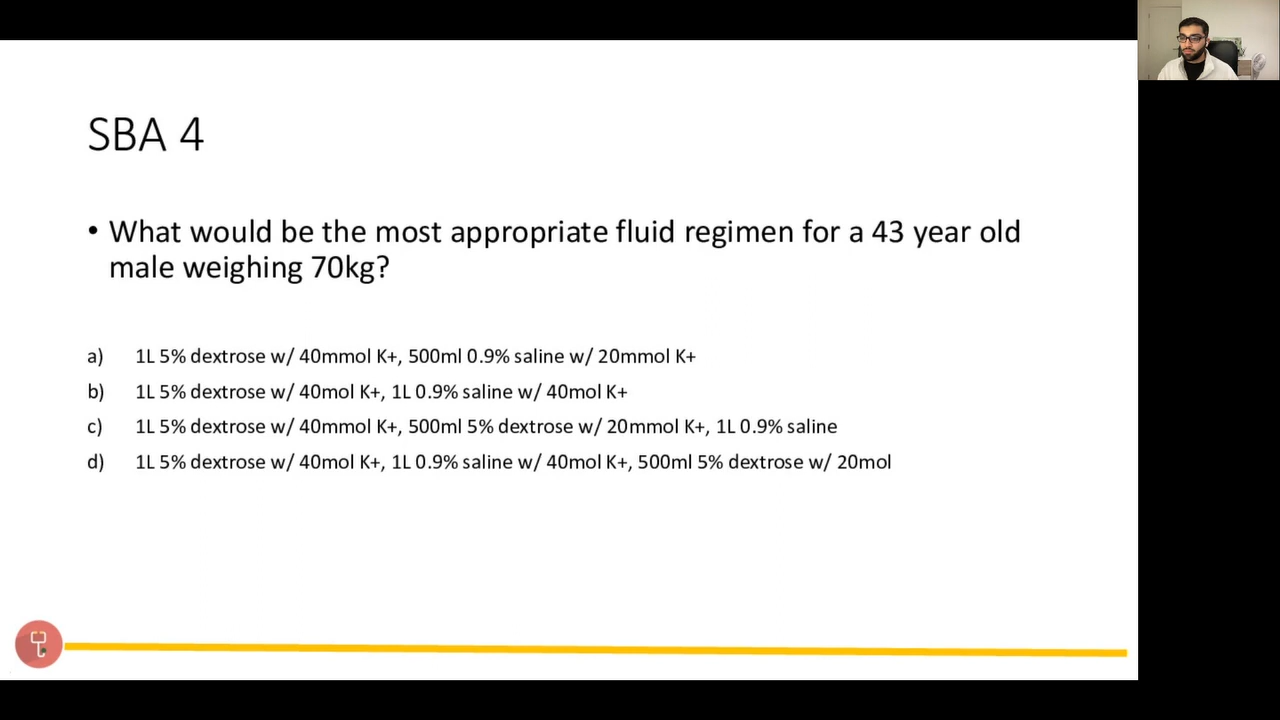 SBA 4
• What would be the most appropriate fluid regimen for a 43 year old
male weighing 70kg?
a) 1L 5% dextrose w/ 40mmol K+, 500ml 0.9% saline w/ 20mmol K+
b) 1L 5% dextrose w/ 40mol K+, 1L 0.9% saline w/ 40mol K+
c) 1L 5% dextrose w/ 40mmol K+, 500ml 5% dextrose w/ 20mmol K+, 1L 0.9% saline
d) 1L 5% dextrose w/ 40mol K+, 1L 0.9% saline w/ 40mol K+, 500ml 5% dextrose w/ 20mol